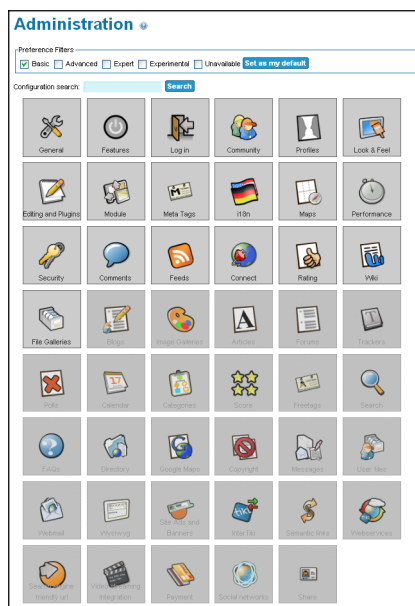 Administration
Preference Filters
Basic Advanced Expert Experimental Unavailable Set as my default
Configuration search: Search
General Features Log in Community Profiles Look & Feel
Editing and Plugins Module Meta Tags i18n Maps Performance
Security Comments Feeds Connect Rating Wiki
File Galleries Blogs Image Galleries Articles Forums Trackers
Polls Calendar Categories Score Freetags Search
FAQs Directory Google Maps Copyright Messages User files
Webmail Wysiwyg Site Ads and Banners InterTiki Semantic links Webservices
friendly url integration Payment Social networks Share